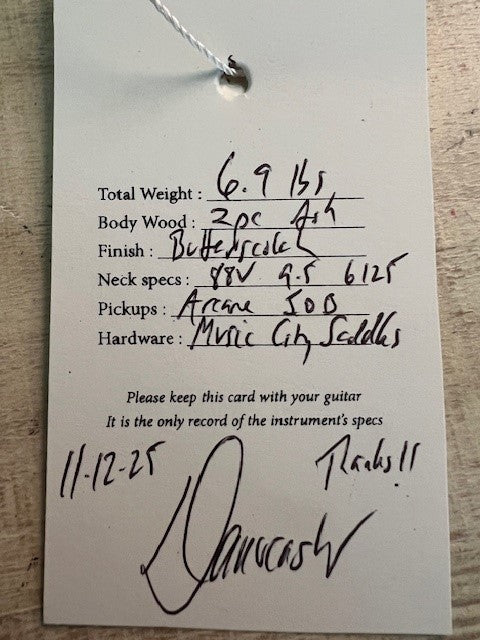 Total Weight : 6.9 lbs
Body Wood : 2pc Ash
Finish : Butterscotch
Neck specs : 88V 9.5 6125
Pickups : Arcane 50B
Hardware : Music City Saddles
Please keep this card with your guitar
It is the only record of the instrument's specs
11-12-25 Thanks!!
Danocaster